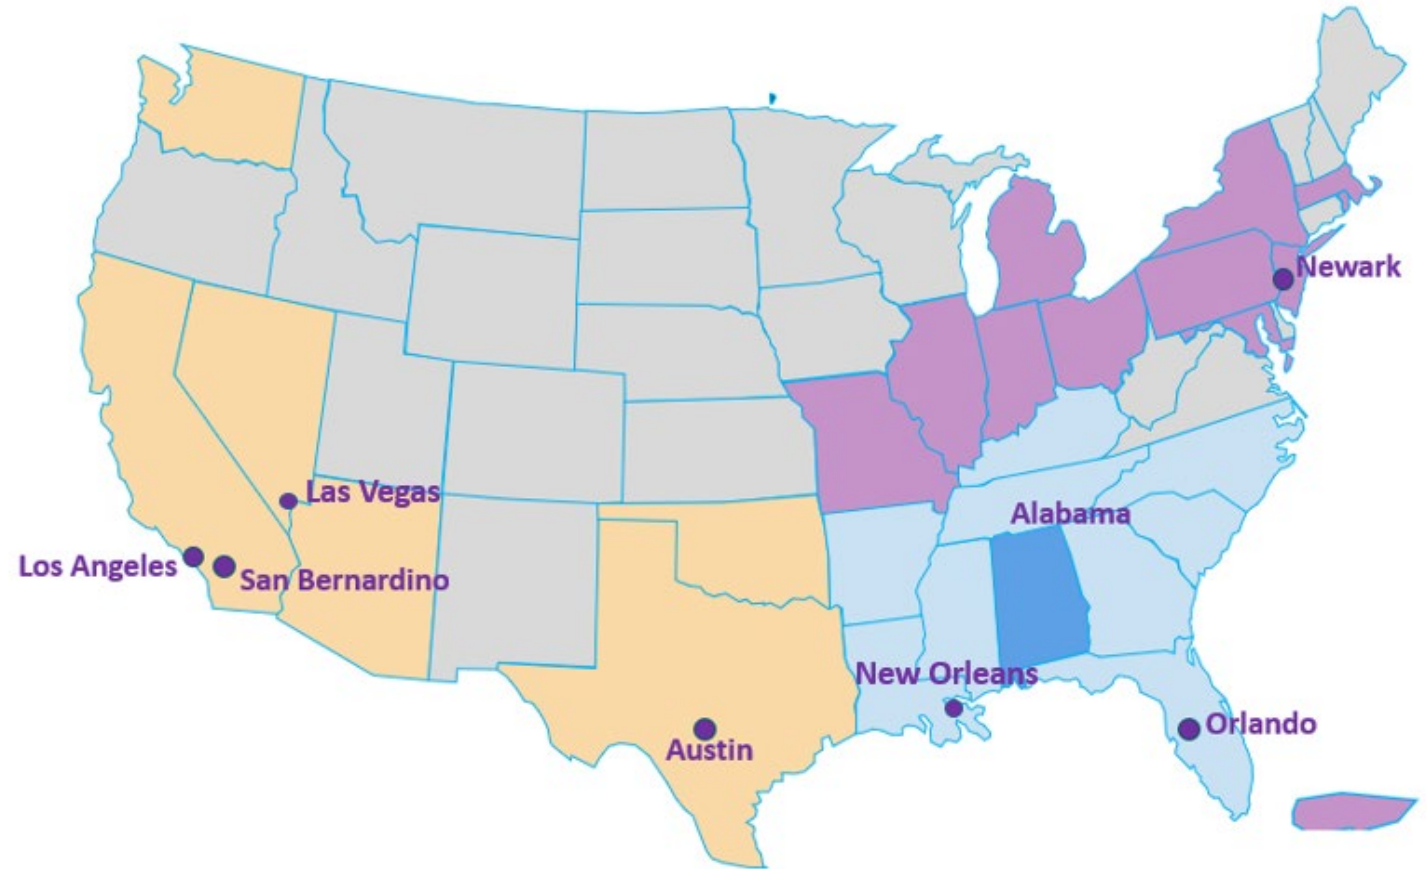 Newark
Las Vegas
Alabama
Los Angeles
San Bernardino
New Orleans
Orlando
Austin